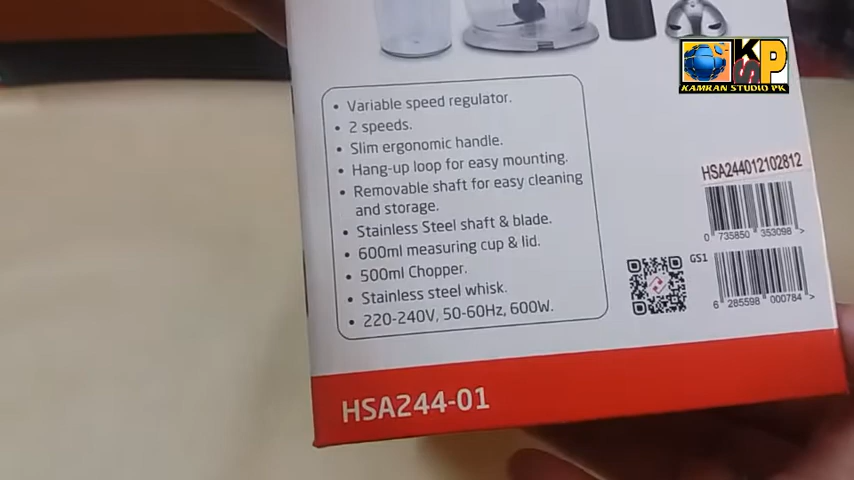 KSP
KAMRAN STUDIO PK
• Variable speed regulator.
• 2 speeds.
• Slim ergonomic handle.
• Hang-up loop for easy mounting.
• Removable shaft for easy cleaning
and storage.
• Stainless Steel shaft & blade.
• 600ml measuring cup & lid.
• 500ml Chopper.
• Stainless steel whisk.
• 220-240V, 50-60Hz, 600W.
HSA244012102812
0 735850 353098 >
GS1
6 285598 000784 >
HSA244-01